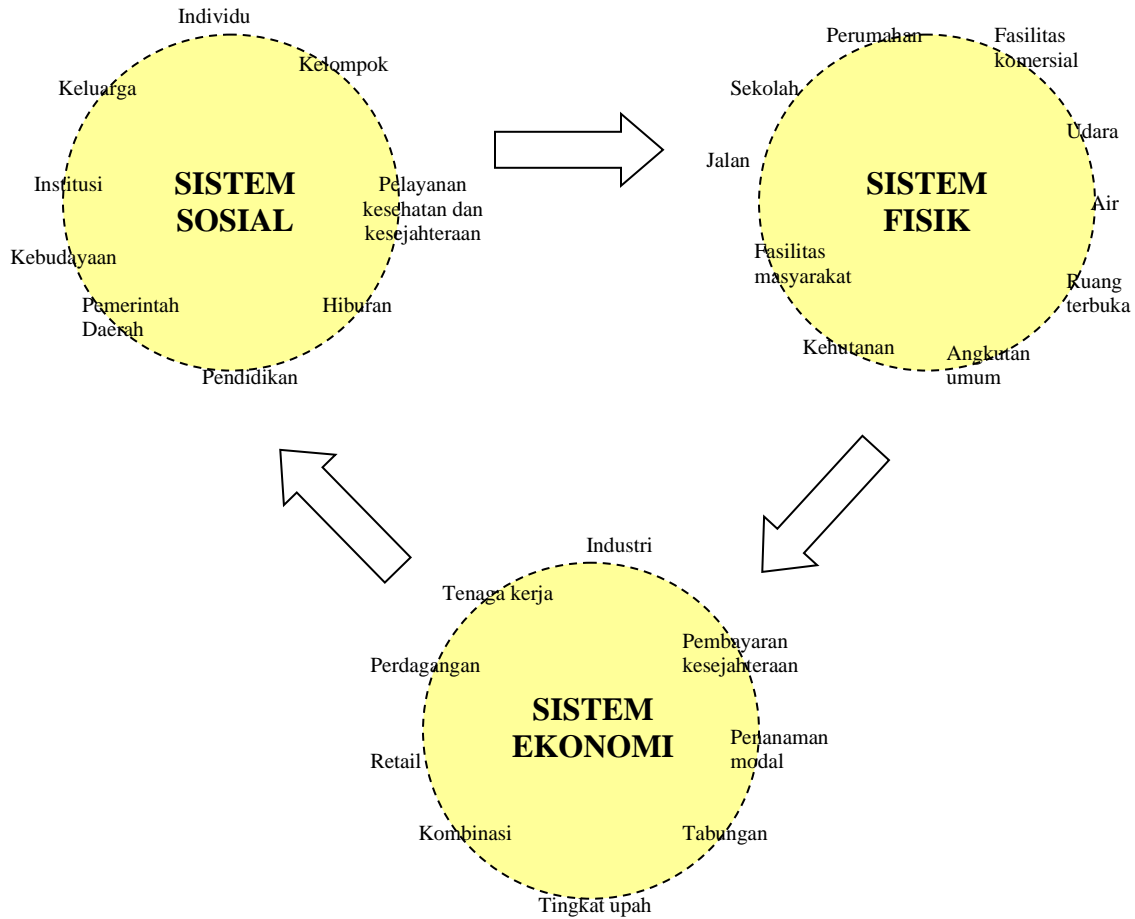 Individu
Kelompok
Keluarga
Institusi
SISTEM
SOSIAL
Pelayanan
kesehatan dan
kesejahteraan
Kebudayaan
Pemerintah
Daerah
Hiburan
Pendidikan
Perumahan
Fasilitas
komersial
Sekolah
Udara
Jalan
SISTEM
FISIK
Air
Fasilitas
masyarakat
Ruang
terbuka
Kehutanan
Angkutan
umum
Industri
Tenaga kerja
Pembayaran
kesejahteraan
Perdagangan
SISTEM
EKONOMI
Penanaman
modal
Retail
Kombinasi
Tabungan
Tingkat upah